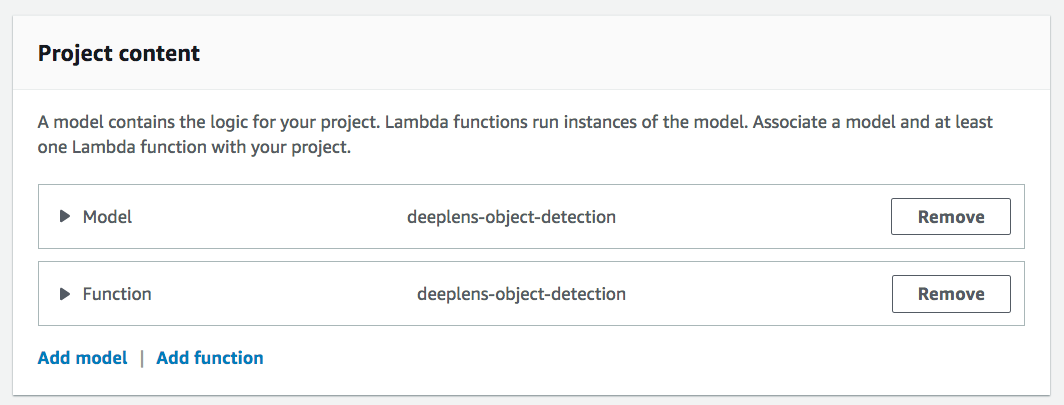 Project content
A model contains the logic for your project. Lambda functions run instances of the model. Associate a model and at least
one Lambda function with your project.
Model deeplens-object-detection Remove
Function deeplens-object-detection Remove
Add model | Add function